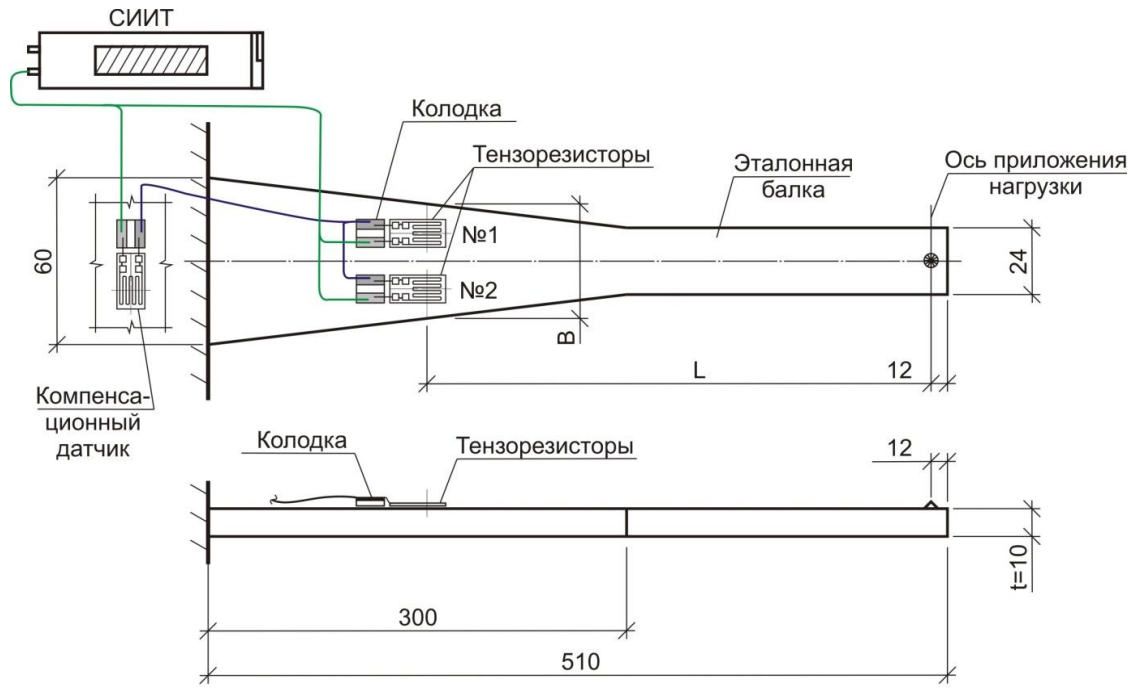 СИИТ
Колодка
Тензорезисторы
Эталонная
балка
Ось приложения
нагрузки
№1
№2
60
24
B
L
12
Компенса-
ционный
датчик
Колодка
Тензорезисторы
12
t=10
300
510